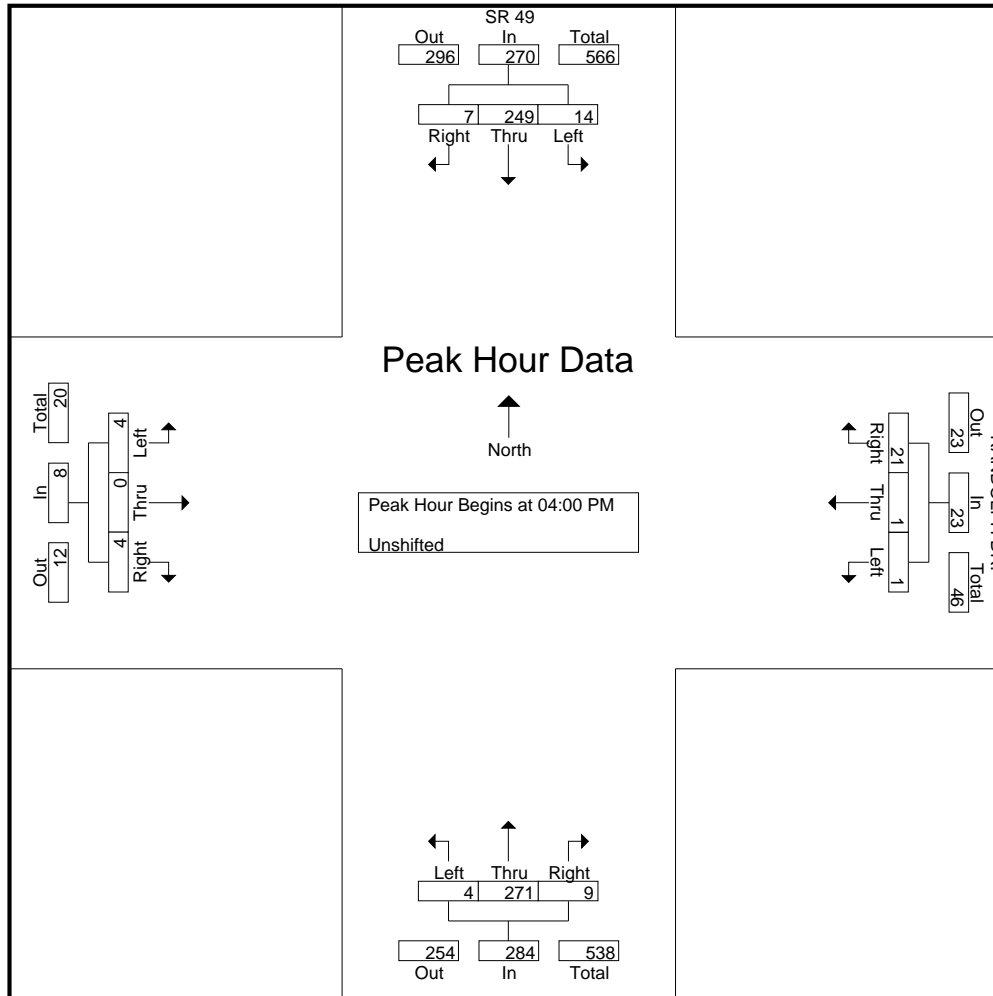 SR 49
Out In Total
296 270 566
7 249 14
Right Thru Left
Peak Hour Data
North
Peak Hour Begins at 04:00 PM
Unshifted
Total In Out
20 8 12
4 0 4
Left Thru Right
Out In Total
23 23 46
21 1 1
Right Thru Left
Left Thru Right
4 271 9
254 284 538
Out In Total